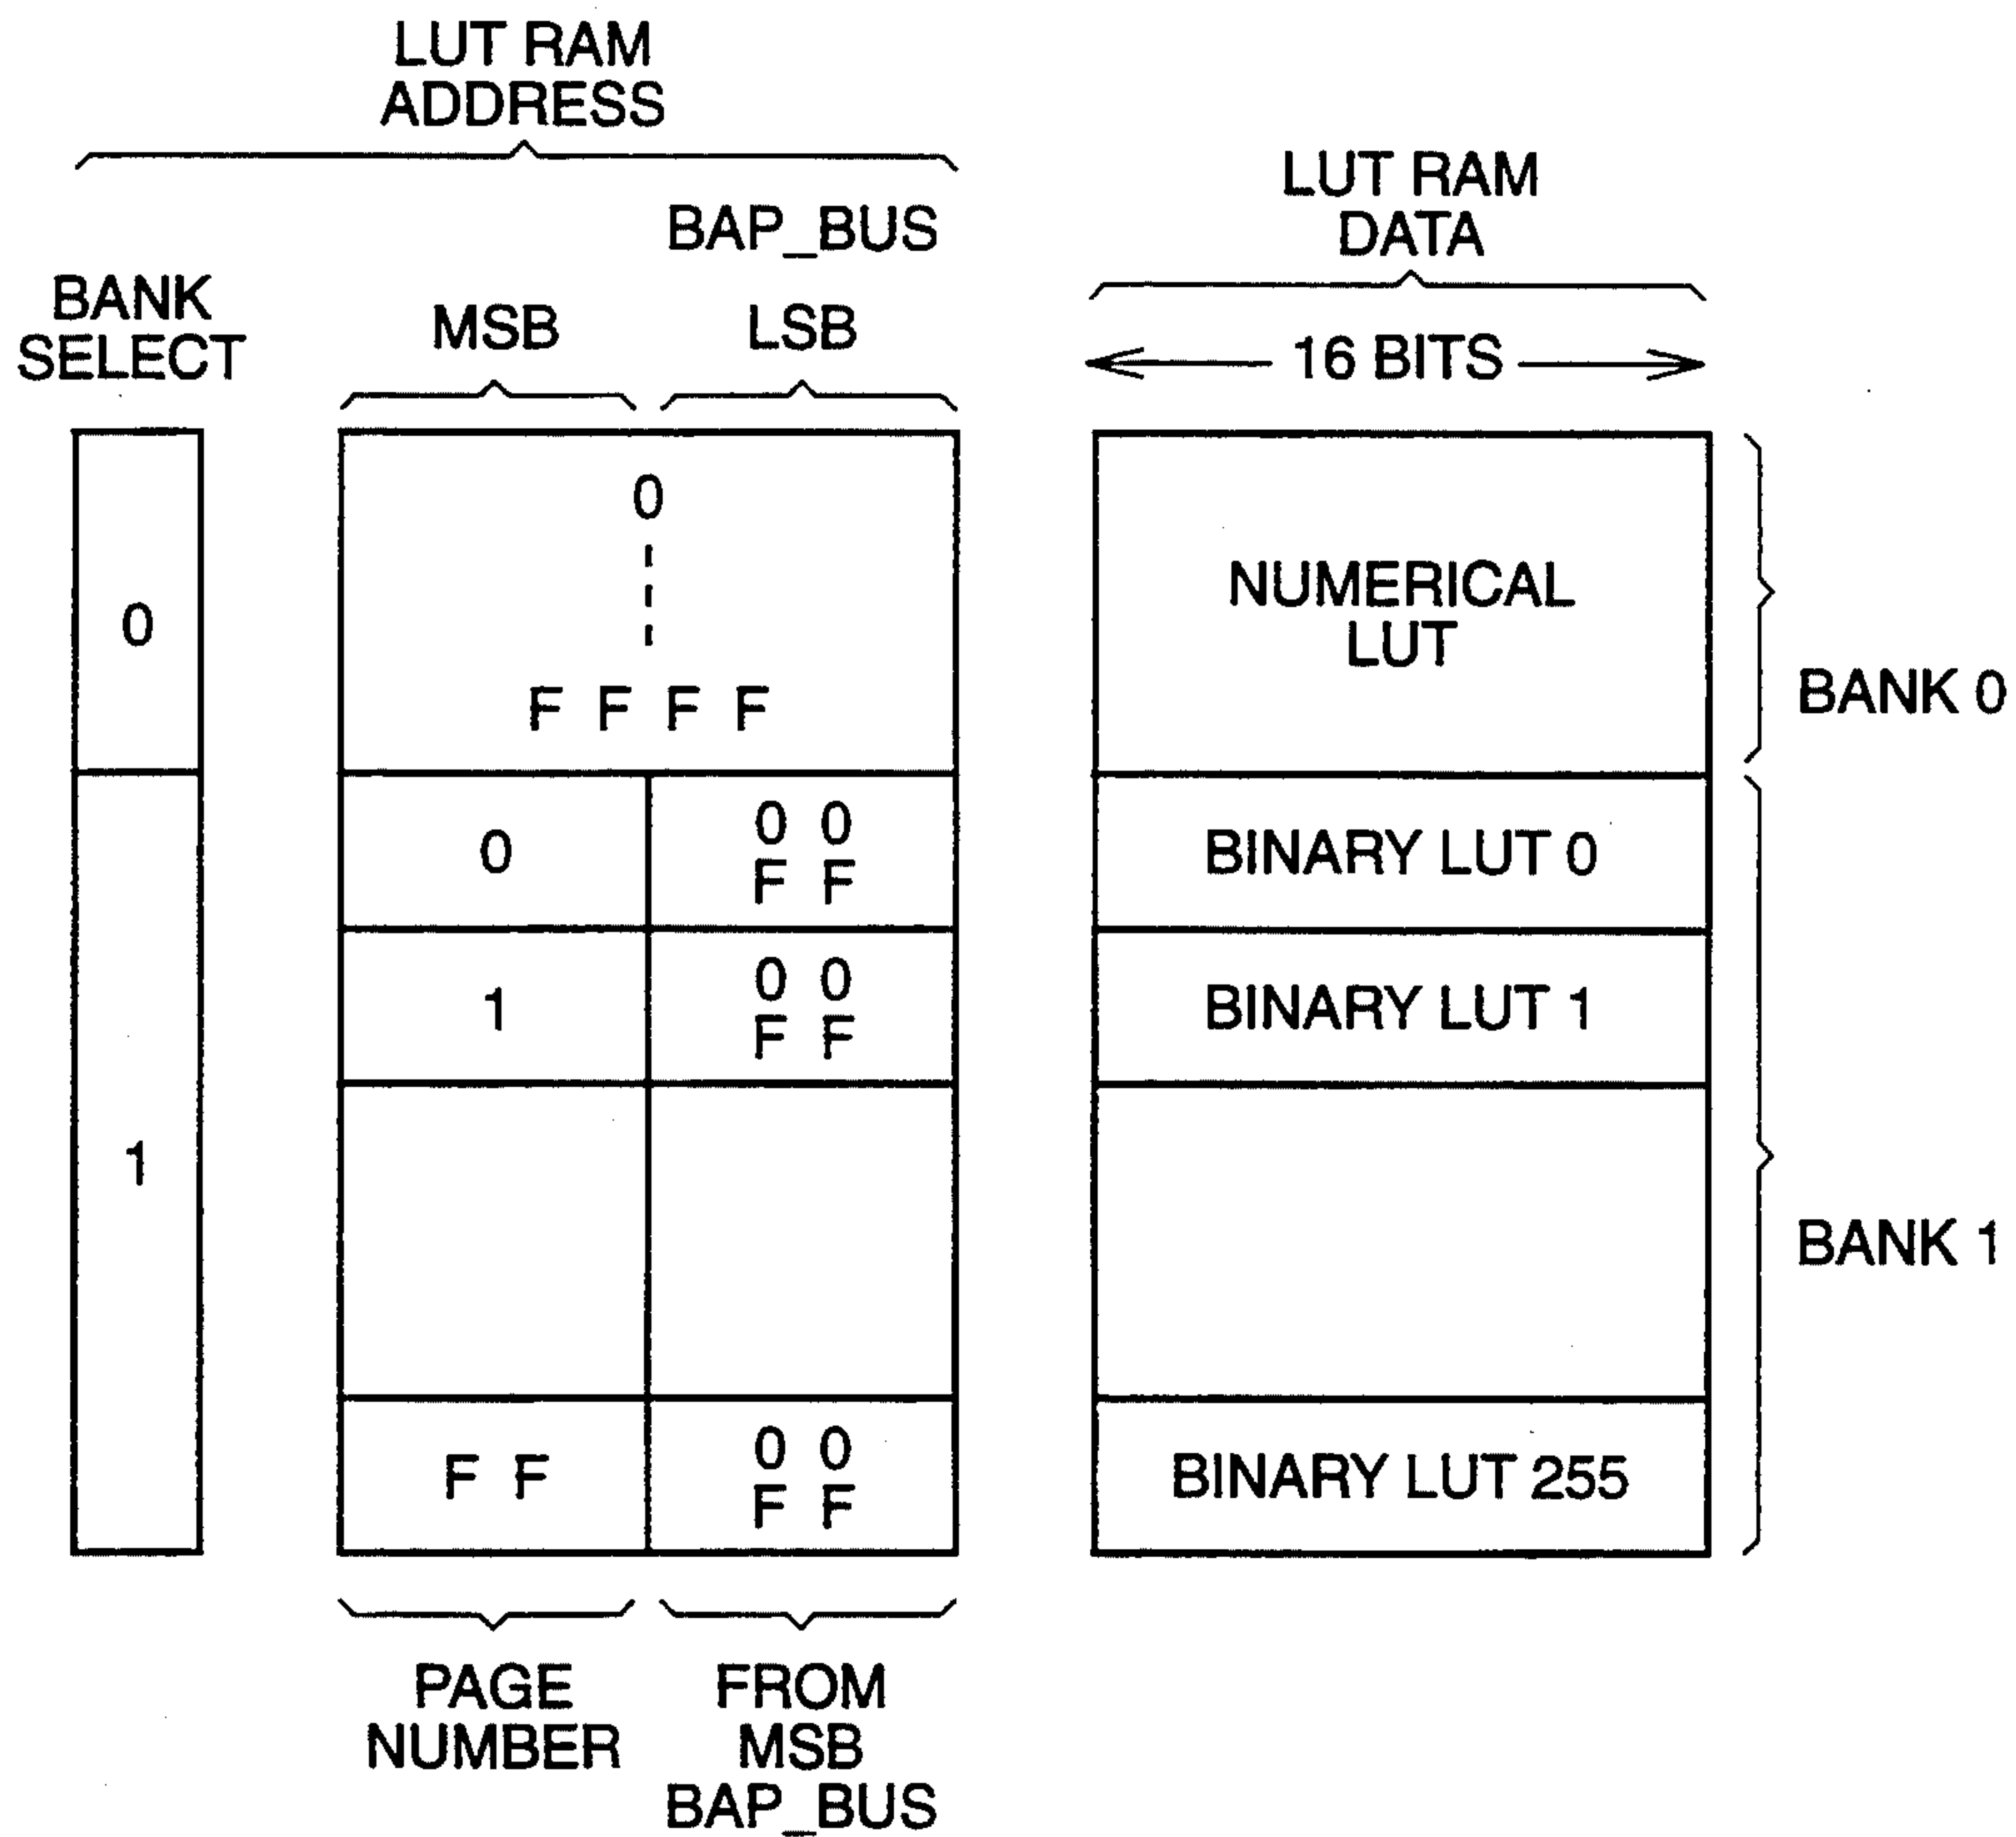 LUT RAM
ADDRESS
BAP_BUS
LUT RAM
DATA
BANK
SELECT
MSB
LSB
16 BITS
0
0
F F F F
NUMERICAL
LUT
BANK 0
1
0
0 0
F F
BINARY LUT 0
1
0 0
F F
BINARY LUT 1
BANK 1
F F
0 0
F F
BINARY LUT 255
PAGE
NUMBER
FROM
MSB
BAP_BUS